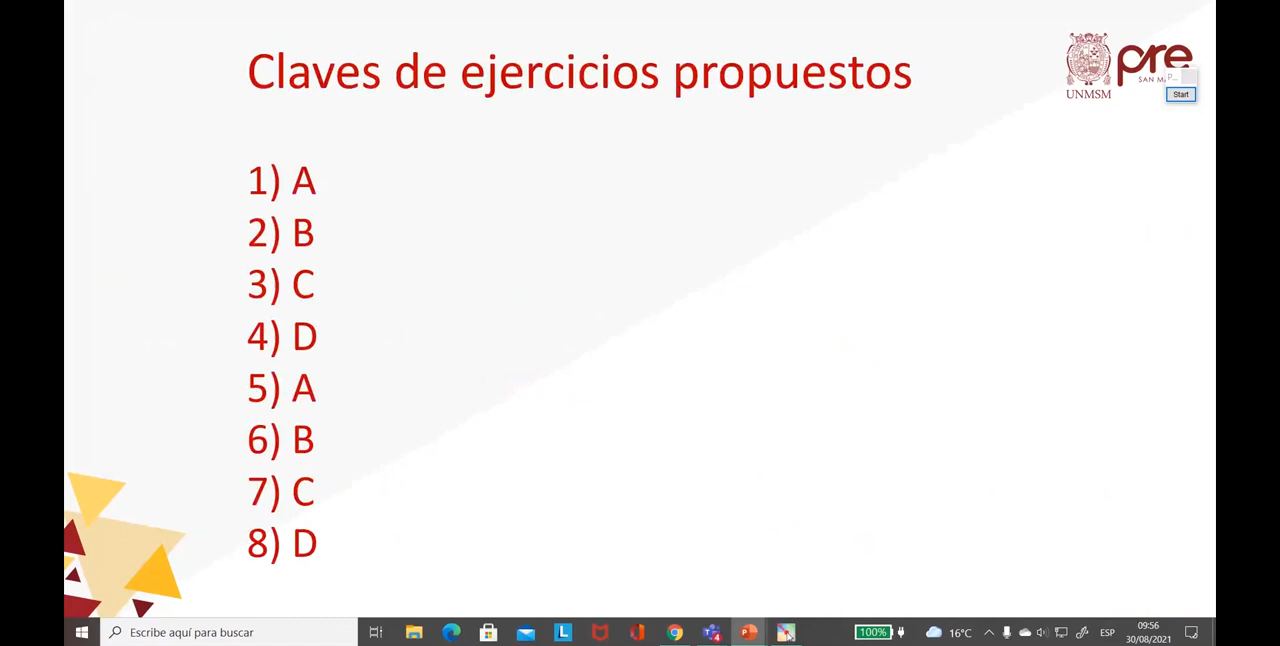 Claves de ejercicios propuestos
pre
UNMSM
SAN M
P...
Start
1) A
2) B
3) C
4) D
5) A
6) B
7) C
8) D
Escribe aquí para buscar
100%
16°C
ESP
09:56
30/08/2021